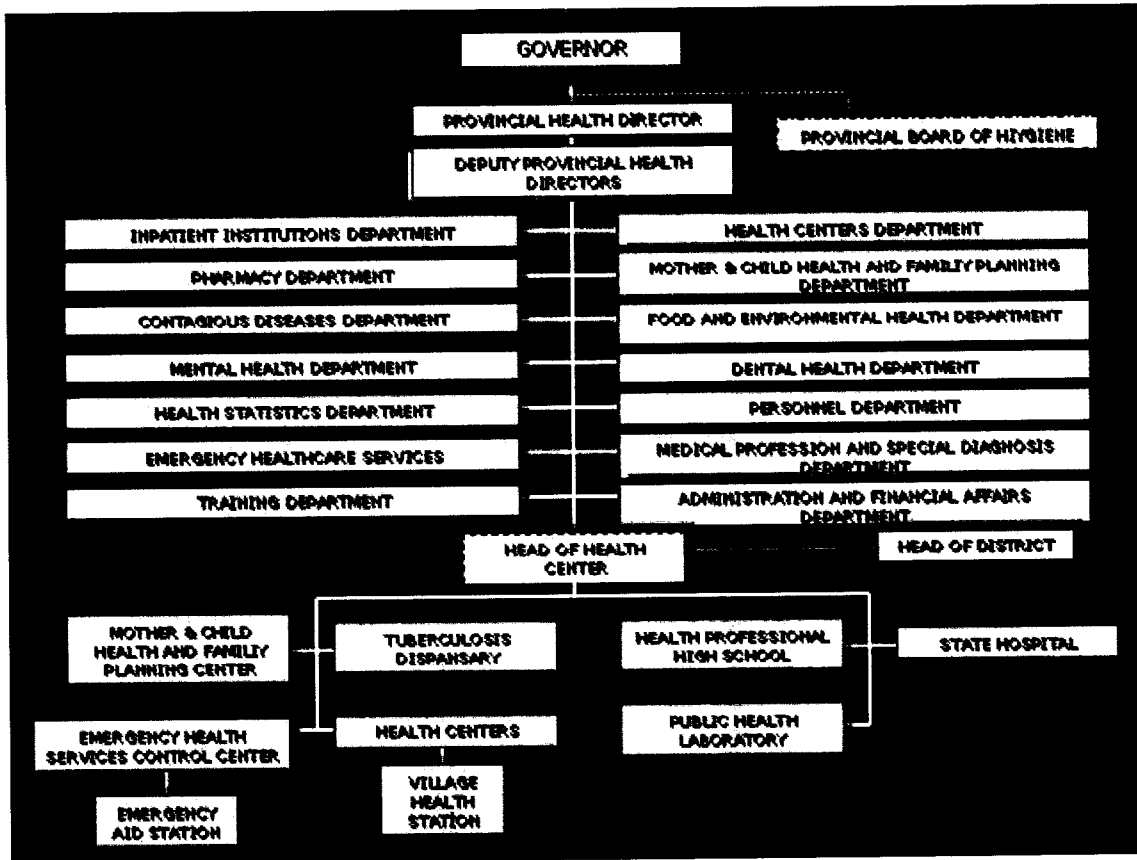 GOVERNOR
PROVINCIAL HEALTH DIRECTOR
PROVINCIAL BOARD OF HIYGIENE
DEPUTY PROVINCIAL HEALTH
DIRECTORS
INPATIENT INSTITUTIONS DEPARTMENT
HEALTH CENTERS DEPARTMENT
PHARMACY DEPARTMENT
MOTHER & CHILD HEALTH AND FAMILIY PLANNING
DEPARTMENT
CONTAGIOUS DISEASES DEPARTMENT
FOOD AND ENVIRONMENTAL HEALTH DEPARTMENT
MENTAL HEALTH DEPARTMENT
DENTAL HEALTH DEPARTMENT
HEALTH STATISTICS DEPARTMENT
PERSONNEL DEPARTMENT
EMERGENCY HEALTHCARE SERVICES
MEDICAL PROFESSION AND SPECIAL DIAGNOSIS
DEPARTMENT
TRAINING DEPARTMENT
ADMINISTRATION AND FINANCIAL AFFAIRS
DEPARTMENT
HEAD OF HEALTH
CENTER
HEAD OF DISTRICT
MOTHER & CHILD
HEALTH AND FAMILIY
PLANNING CENTER
TUBERCULOSIS
DISPANSARY
HEALTH PROFESSIONAL
HIGH SCHOOL
STATE HOSPITAL
EMERGENCY HEALTH
SERVICES CONTROL CENTER
HEALTH CENTERS
PUBLIC HEALTH
LABORATORY
EMERGENCY
AID STATION
VILLAGE
HEALTH
STATION